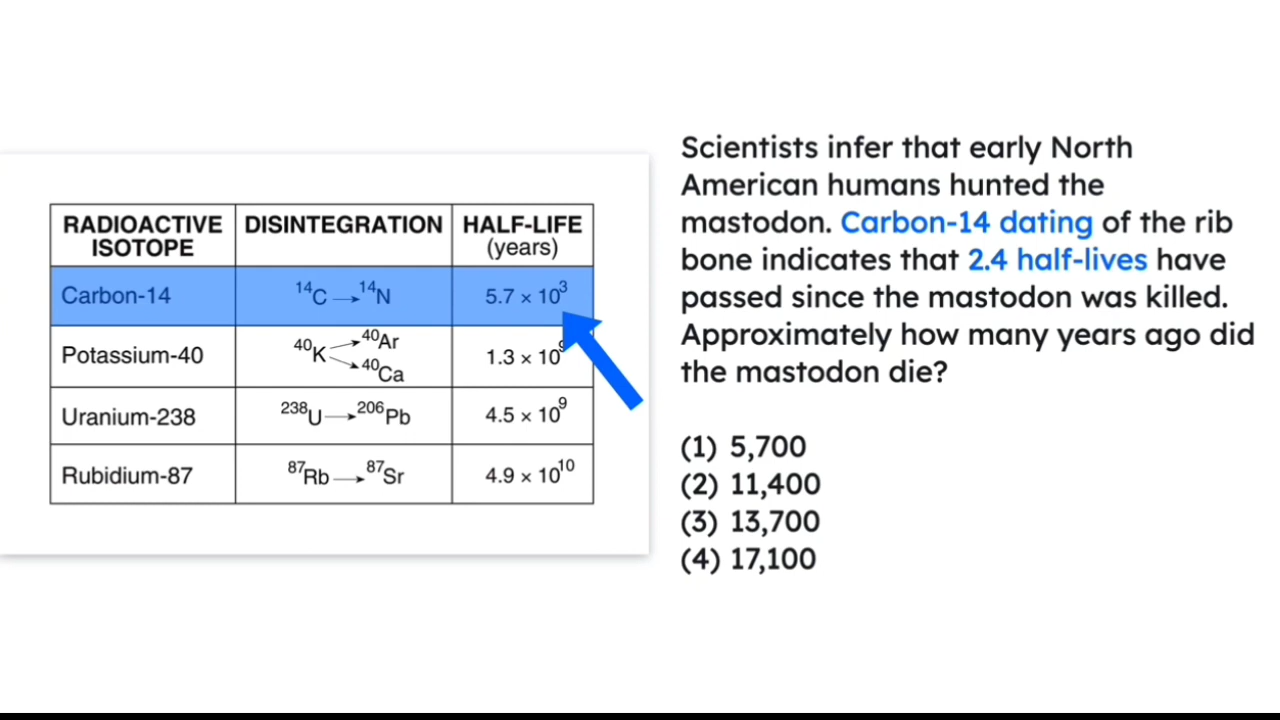 RADIOACTIVE ISOTOPE DISINTEGRATION HALF-LIFE (years)
Carbon-14 ¹⁴C → ¹⁴N 5.7 × 10³
Potassium-40 ⁴⁰K → ⁴⁰Ar → ⁴⁰Ca 1.3 × 10⁹
Uranium-238 ²³⁸U → ²⁰⁶Pb 4.5 × 10⁹
Rubidium-87 ⁸⁷Rb → ⁸⁷Sr 4.9 × 10¹⁰
Scientists infer that early North
American humans hunted the
mastodon. Carbon-14 dating of the rib
bone indicates that 2.4 half-lives have
passed since the mastodon was killed.
Approximately how many years ago did
the mastodon die?
(1) 5,700
(2) 11,400
(3) 13,700
(4) 17,100